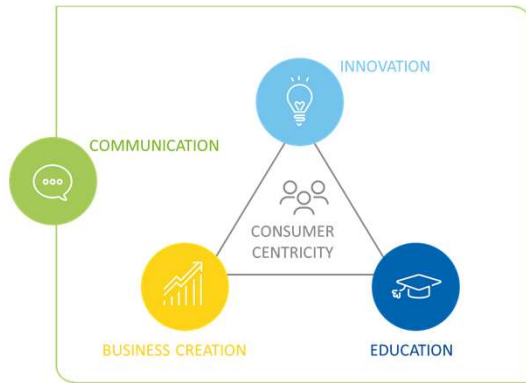 INNOVATION
COMMUNICATION
CONSUMER
CENTRICITY
BUSINESS CREATION
EDUCATION